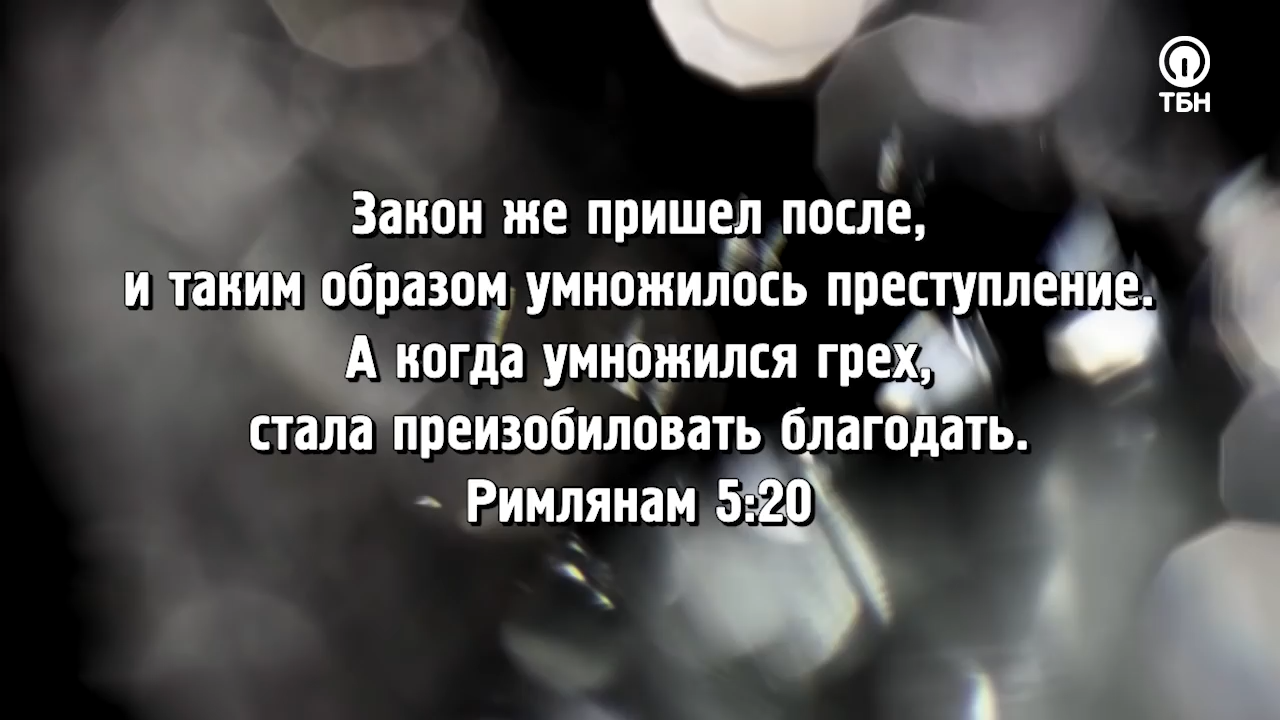 ТБН
Закон же пришел после,
и таким образом умножилось преступление.
А когда умножился грех,
стала преизобиловать благодать.
Римлянам 5:20